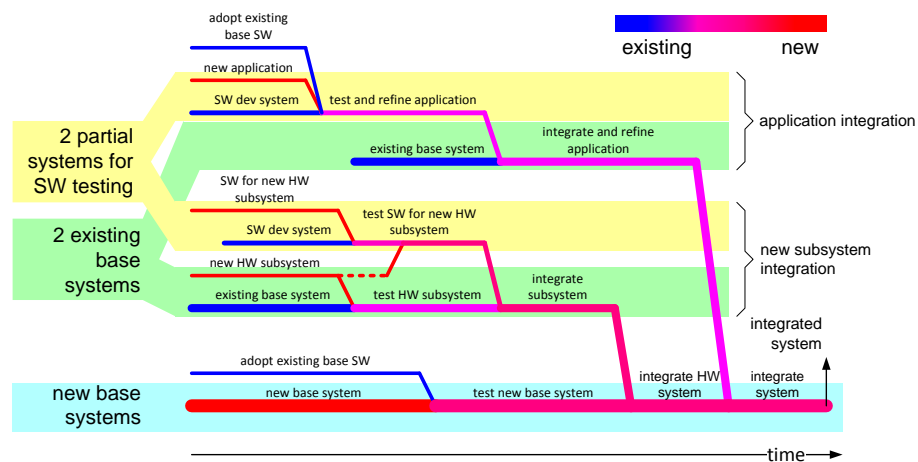 adopt existing
base SW
existing
new
new application
SW dev system
test and refine application
2 partial
systems for
SW testing
application integration
integrate and refine
application
existing base system
SW for new HW
subsystem
test SW for new HW
subsystem
SW dev system
2 existing
base
systems
new subsystem
integration
new HW subsystem
integrate
subsystem
existing base system
test HW subsystem
integrated
system
adopt existing base SW
new base
systems
new base system
test new base system
integrate HW
system
integrate
system
time